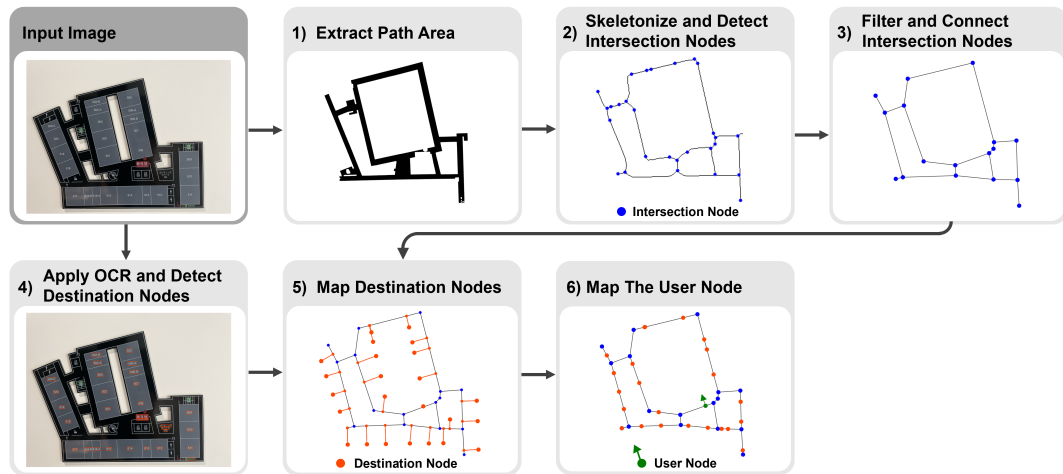 Input Image
1) Extract Path Area
2) Skeletonize and Detect
Intersection Nodes
3) Filter and Connect
Intersection Nodes
Intersection Node
4) Apply OCR and Detect
Destination Nodes
5) Map Destination Nodes
6) Map The User Node
Destination Node
User Node